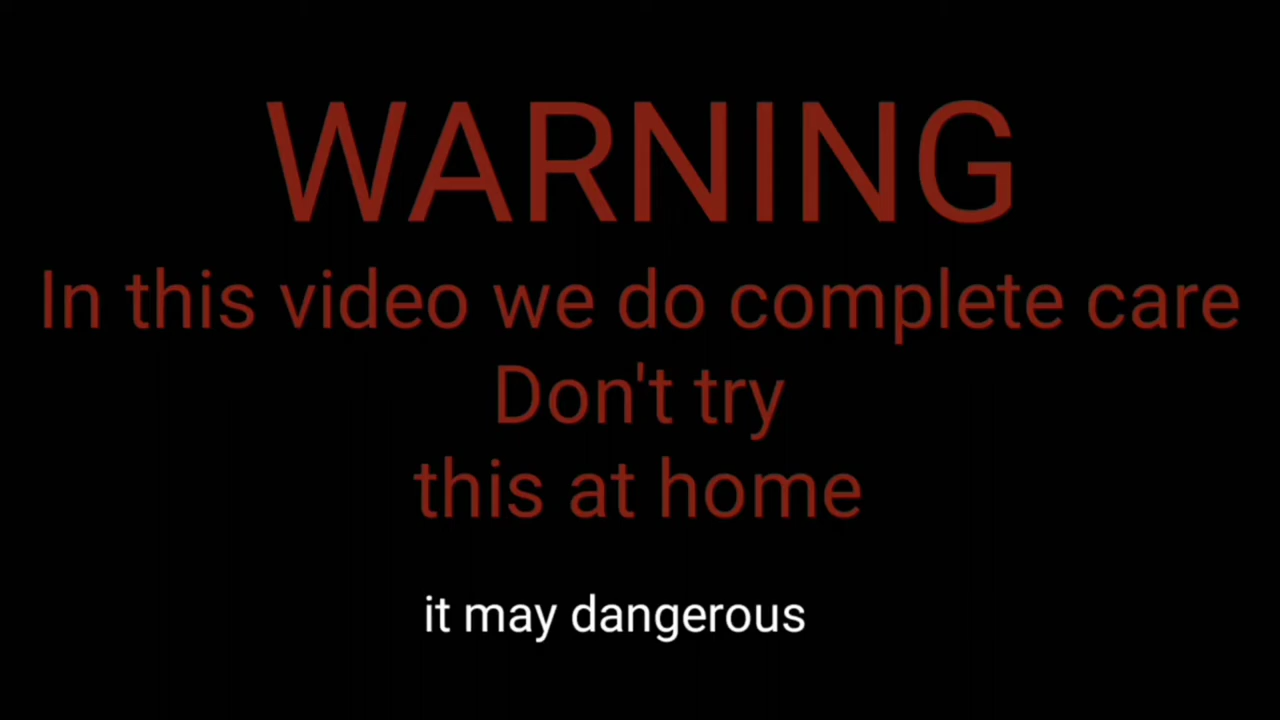 WARNING
In this video we do complete care
Don't try
this at home
it may dangerous